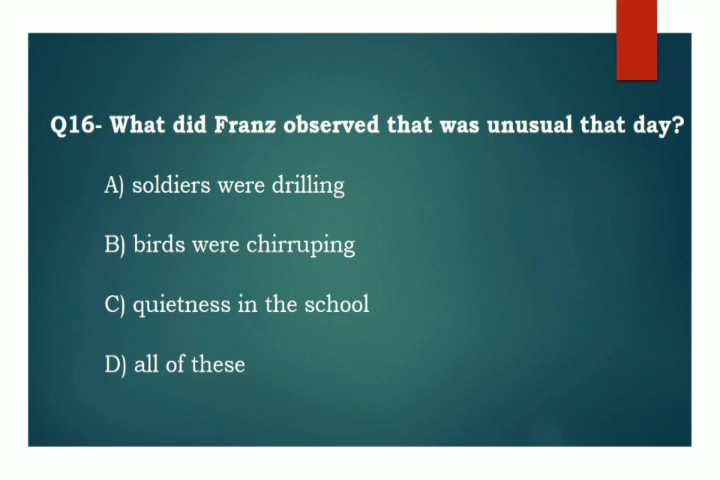 Q16- What did Franz observed that was unusual that day?
A) soldiers were drilling
B) birds were chirruping
C) quietness in the school
D) all of these